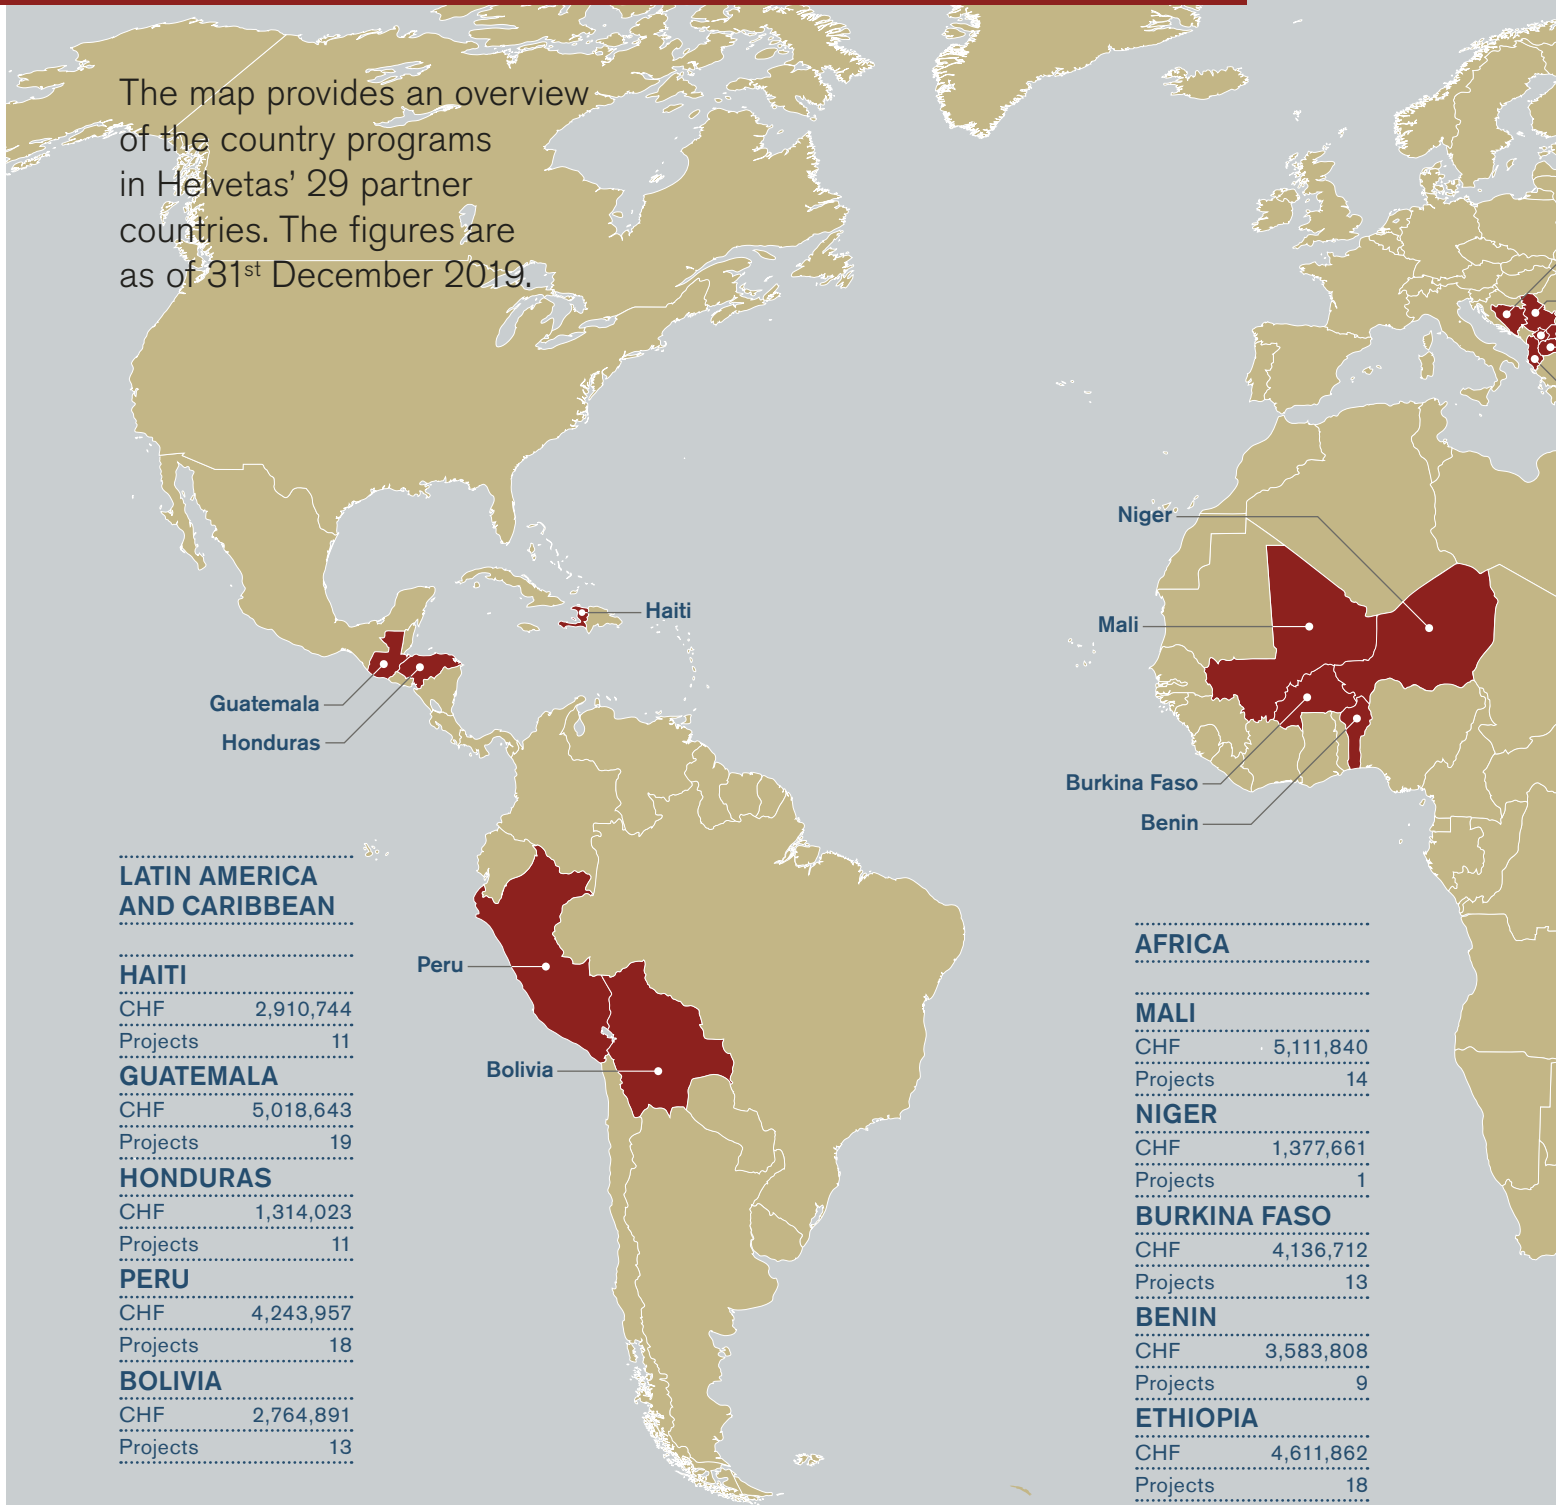 The map provides an overview
of the country programs
in Helvetas’ 29 partner
countries. The figures are
as of 31st December 2019.
Niger
Haiti
Mali
Guatemala
Honduras
Burkina Faso
Benin
Peru
Bolivia
LATIN AMERICA
AND CARIBBEAN
HAITI
CHF 2,910,744
Projects 11
GUATEMALA
CHF 5,018,643
Projects 19
HONDURAS
CHF 1,314,023
Projects 11
PERU
CHF 4,243,957
Projects 18
BOLIVIA
CHF 2,764,891
Projects 13
AFRICA
MALI
CHF 5,111,840
Projects 14
NIGER
CHF 1,377,661
Projects 1
BURKINA FASO
CHF 4,136,712
Projects 13
BENIN
CHF 3,583,808
Projects 9
ETHIOPIA
CHF 4,611,862
Projects 18